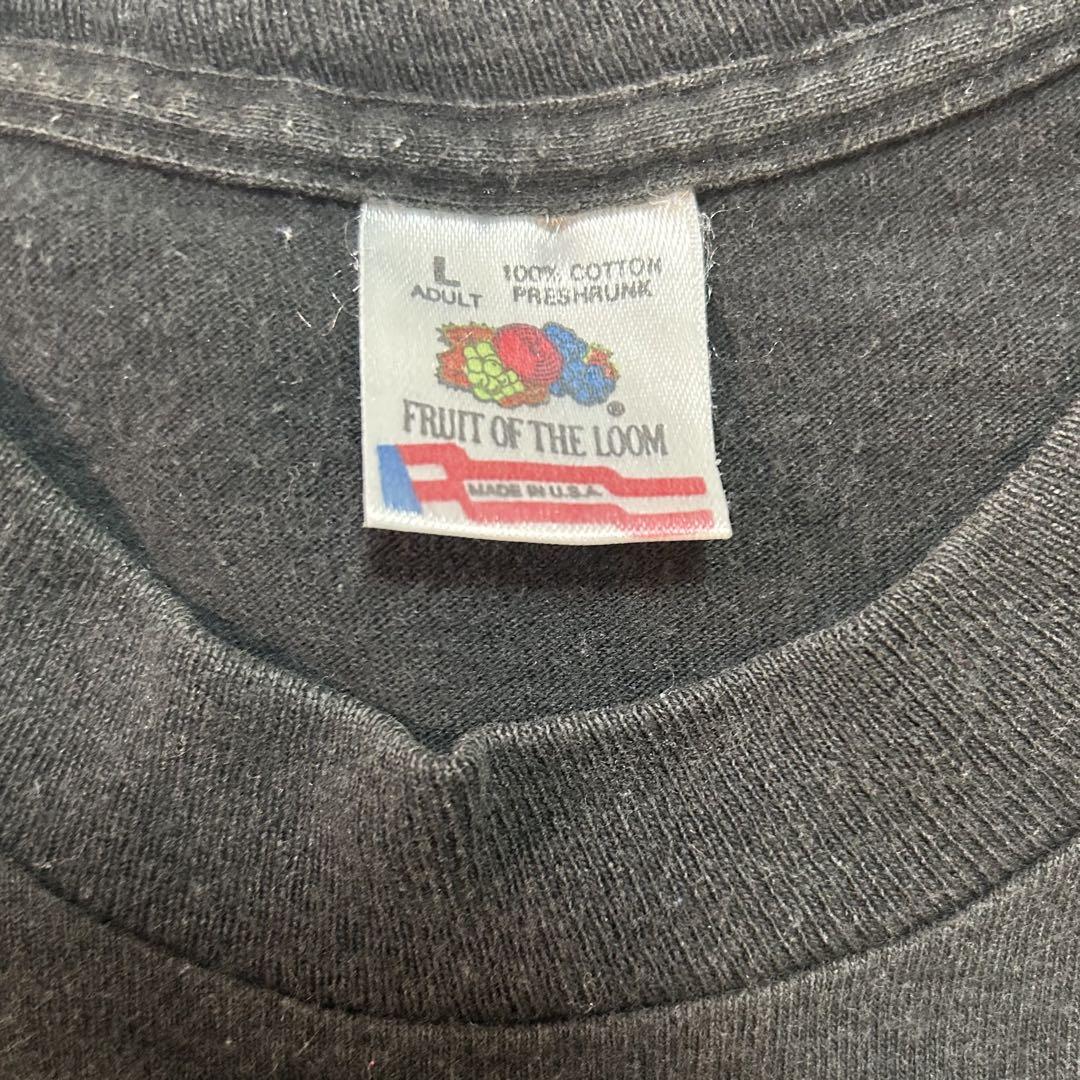 L
ADULT
100% COTTON
PRESHRUNK
FRUIT OF THE LOOM®
MADE IN U.S.A.